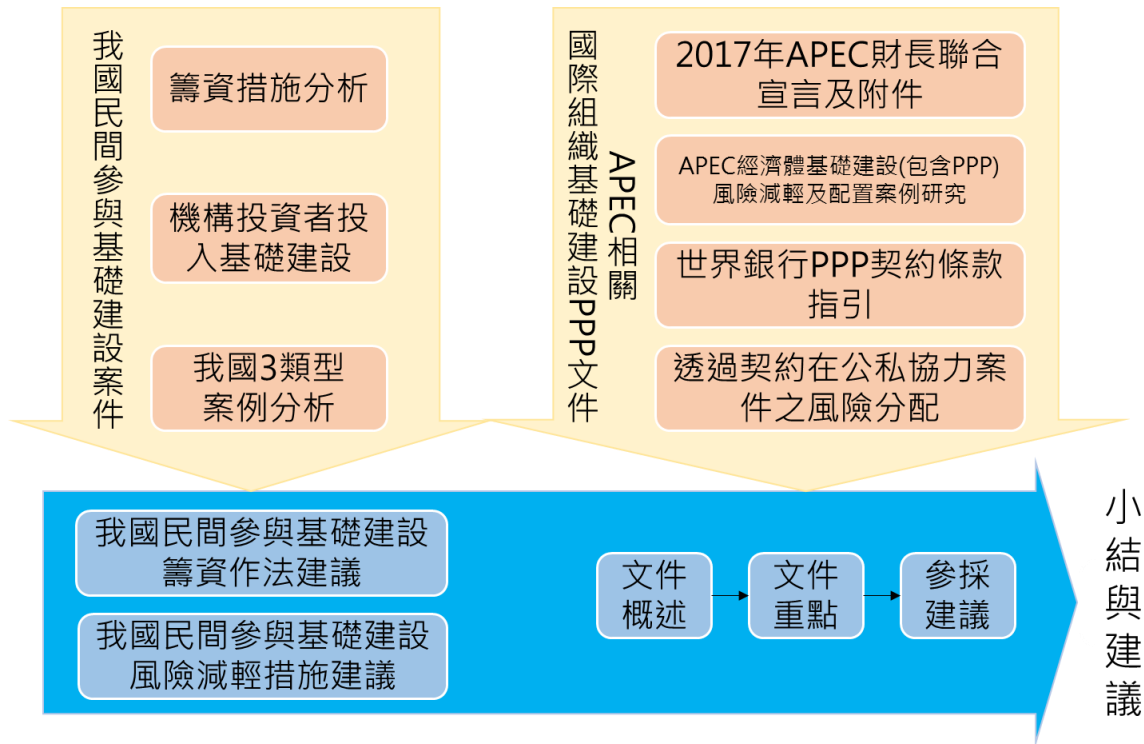 我國民間參與基礎建設案件
籌資措施分析
機構投資者投
入基礎建設
我國3類型
案例分析
國際組織基礎建設PPP文件
APEC相關
2017年APEC財長聯合
宣言及附件
APEC經濟體基礎建設(包含PPP)
風險減輕及配置案例研究
世界銀行PPP契約條款
指引
透過契約在公私協力案
件之風險分配
我國民間參與基礎建設
籌資作法建議
我國民間參與基礎建設
風險減輕措施建議
文件
概述
文件
重點
參採
建議
小結與建議